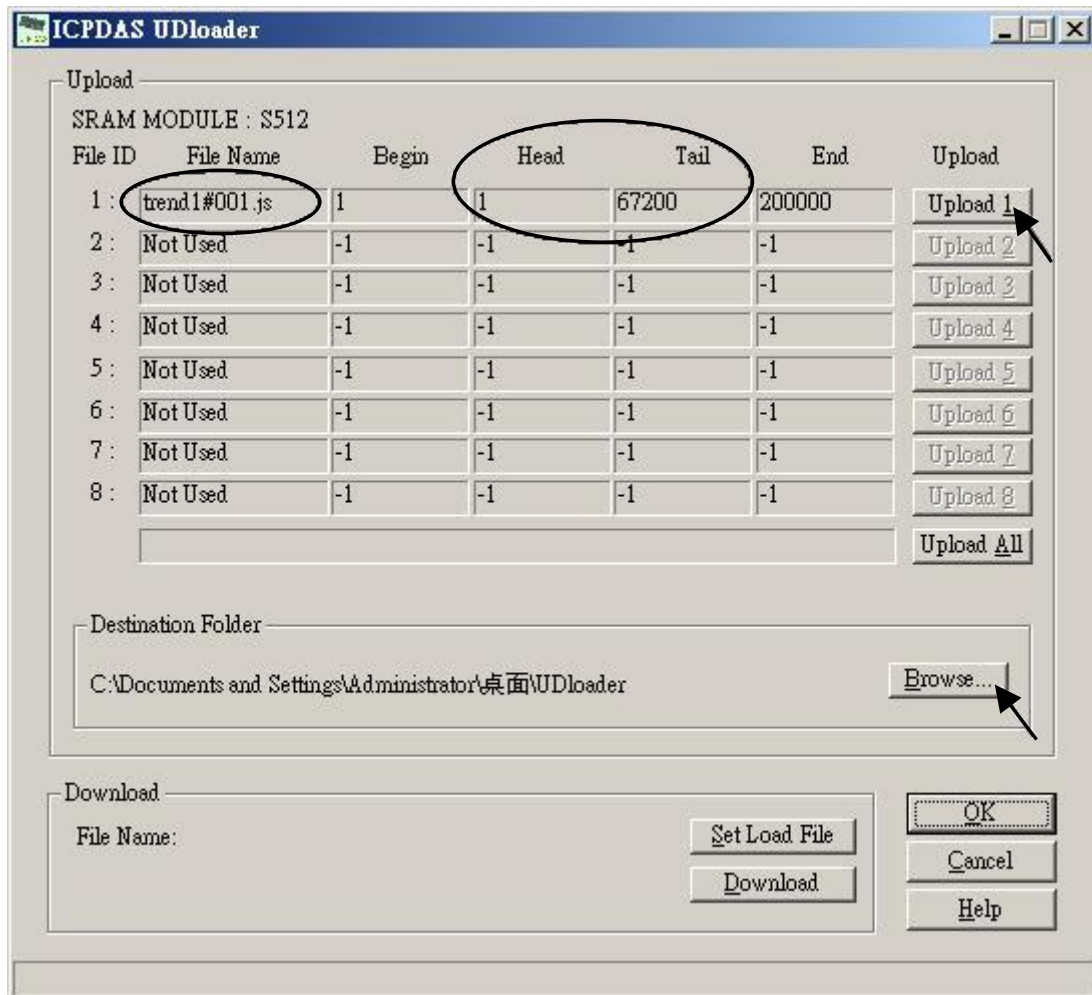 ICPDAS UDloader
Upload
SRAM MODULE : S512
File ID File Name Begin Head Tail End Upload
1 : trend1#001.js 1 1 67200 200000 Upload 1
2 : Not Used -1 -1 -1 -1 Upload 2
3 : Not Used -1 -1 -1 -1 Upload 3
4 : Not Used -1 -1 -1 -1 Upload 4
5 : Not Used -1 -1 -1 -1 Upload 5
6 : Not Used -1 -1 -1 -1 Upload 6
7 : Not Used -1 -1 -1 -1 Upload 7
8 : Not Used -1 -1 -1 -1 Upload 8
Upload All
Destination Folder
C:\Documents and Settings\Administrator\桌面\UDloader Browse...
Download
File Name: Set Load File
Download
OK
Cancel
Help